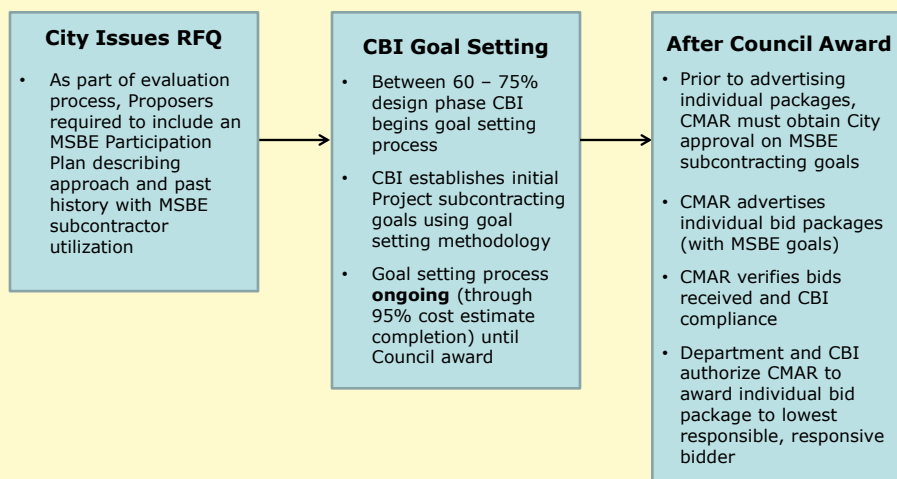 City Issues RFQ
• As part of evaluation
process, Proposers
required to include an
MSBE Participation
Plan describing
approach and past
history with MSBE
subcontractor
utilization
CBI Goal Setting
• Between 60 – 75%
design phase CBI
begins goal setting
process
• CBI establishes initial
Project subcontracting
goals using goal
setting methodology
• Goal setting process
ongoing (through
95% cost estimate
completion) until
Council award
After Council Award
• Prior to advertising
individual packages,
CMAR must obtain City
approval on MSBE
subcontracting goals
• CMAR advertises
individual bid packages
(with MSBE goals)
• CMAR verifies bids
received and CBI
compliance
• Department and CBI
authorize CMAR to
award individual bid
package to lowest
responsible, responsive
bidder